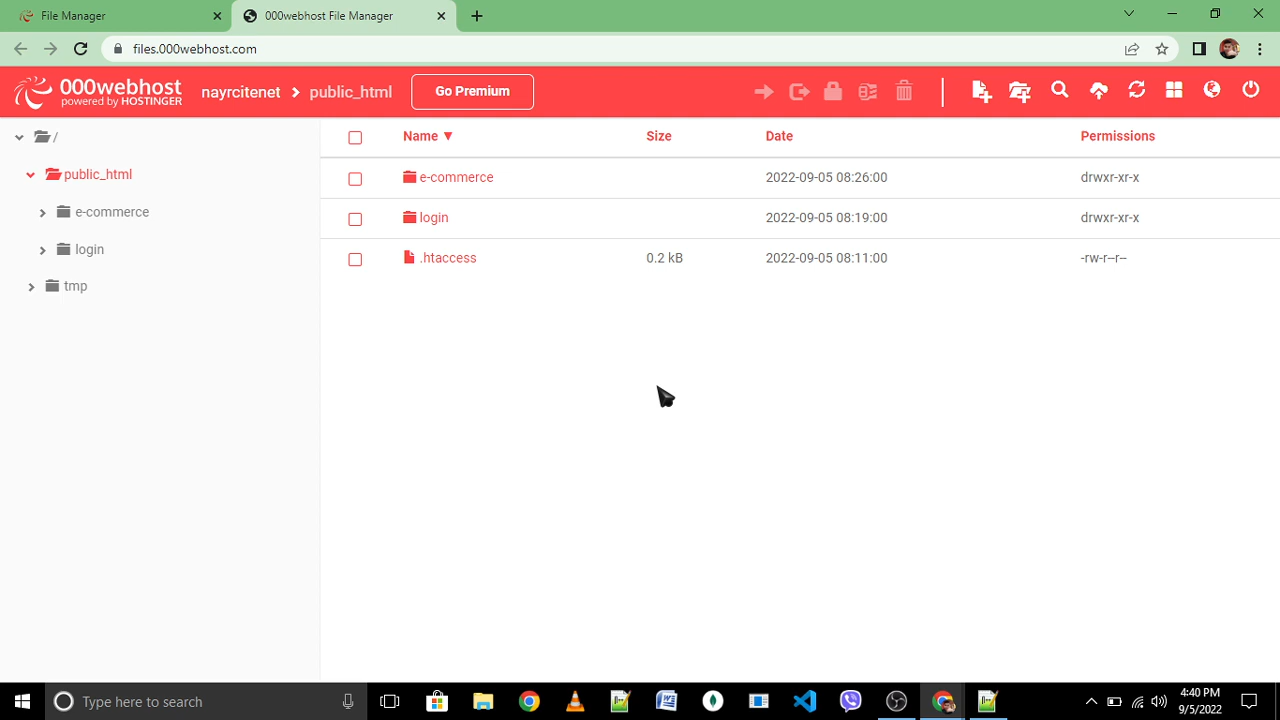 File Manager
000webhost File Manager
files.000webhost.com
000webhost
powered by HOSTINGER
nayrcitenet > public_html
Go Premium
/
public_html
e-commerce
login
tmp
Name ▼ Size Date Permissions
e-commerce 2022-09-05 08:26:00 drwxr-xr-x
login 2022-09-05 08:19:00 drwxr-xr-x
.htaccess 0.2 kB 2022-09-05 08:11:00 -rw-r--r--
Type here to search
4:40 PM
9/5/2022